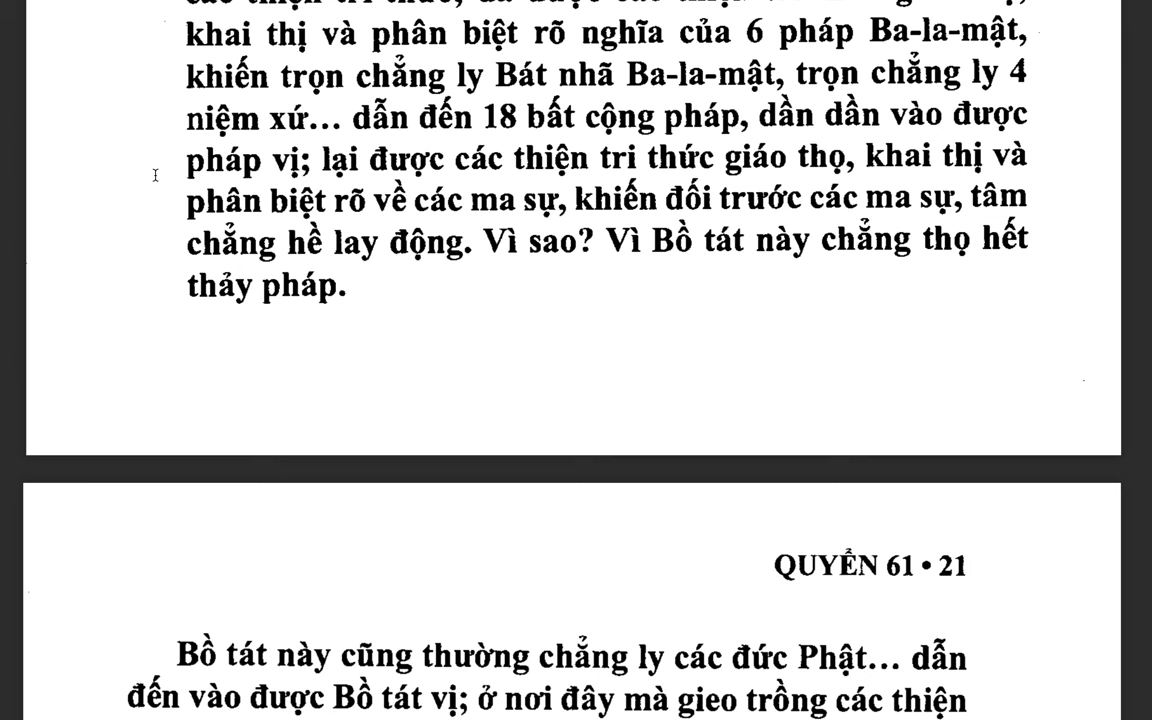 khai thị và phân biệt rõ nghĩa của 6 pháp Ba-la-mật,
khiến trọn chẳng ly Bát nhã Ba-la-mật, trọn chẳng ly 4
niệm xứ... dẫn đến 18 bất cộng pháp, dần dần vào được
pháp vị; lại được các thiện tri thức giáo thọ, khai thị và
phân biệt rõ về các ma sự, khiến đối trước các ma sự, tâm
chẳng hề lay động. Vì sao? Vì Bồ tát này chẳng thọ hết
thảy pháp.
QUYỂN 61 • 21
Bồ tát này cũng thường chẳng ly các đức Phật... dẫn
đến vào được Bồ tát vị; ở nơi đây mà gieo trồng các thiện